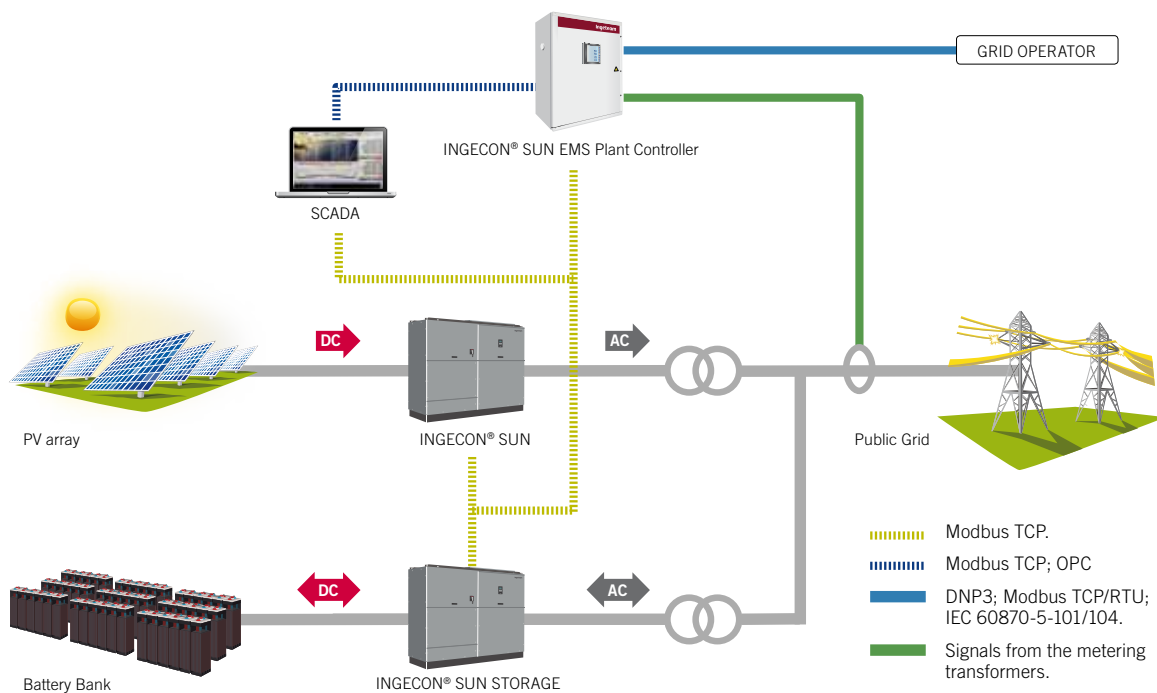 ingeteam
GRID OPERATOR
INGECON® SUN EMS Plant Controller
SCADA
DC
AC
PV array
INGECON® SUN
Public Grid
Modbus TCP.
Modbus TCP; OPC
DNP3; Modbus TCP/RTU;
IEC 60870-5-101/104.
Signals from the metering
transformers.
DC
AC
Battery Bank
INGECON® SUN STORAGE